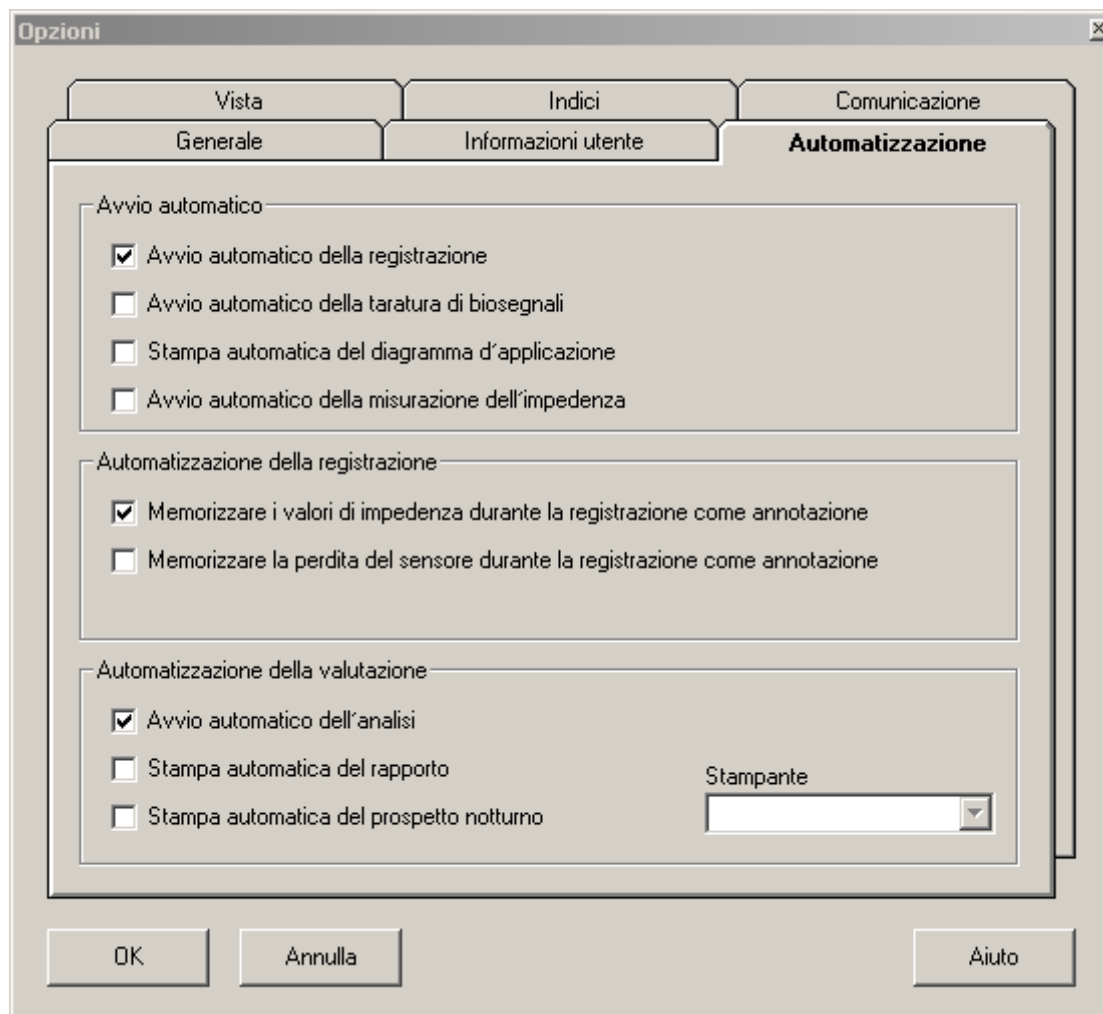 Opzioni
Vista
Indici
Comunicazione
Generale
Informazioni utente
Automatizzazione
Avvio automatico
Avvio automatico della registrazione
Avvio automatico della taratura di biosegnali
Stampa automatica del diagramma d´applicazione
Avvio automatico della misurazione dell´impedenza
Automatizzazione della registrazione
Memorizzare i valori di impedenza durante la registrazione come annotazione
Memorizzare la perdita del sensore durante la registrazione come annotazione
Automatizzazione della valutazione
Avvio automatico dell´analisi
Stampa automatica del rapporto
Stampante
Stampa automatica del prospetto notturno
OK
Annulla
Aiuto